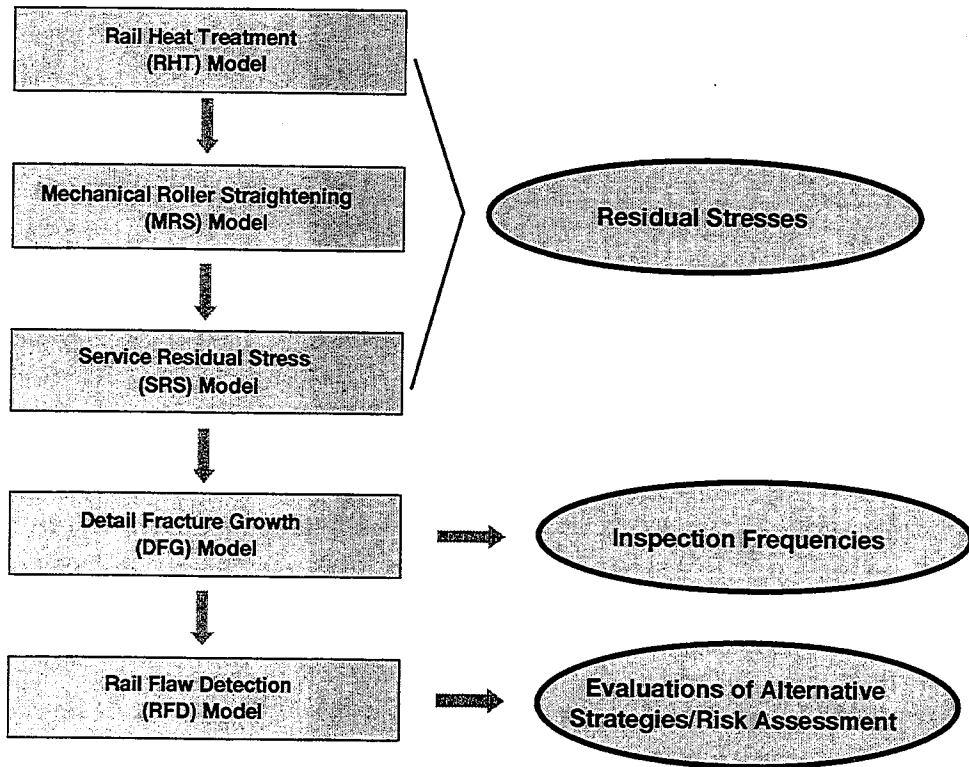 Rail Heat Treatment
(RHT) Model
Mechanical Roller Straightening
(MRS) Model
Residual Stresses
Service Residual Stress
(SRS) Model
Detail Fracture Growth
(DFG) Model
Inspection Frequencies
Rail Flaw Detection
(RFD) Model
Evaluations of Alternative
Strategies/Risk Assessment